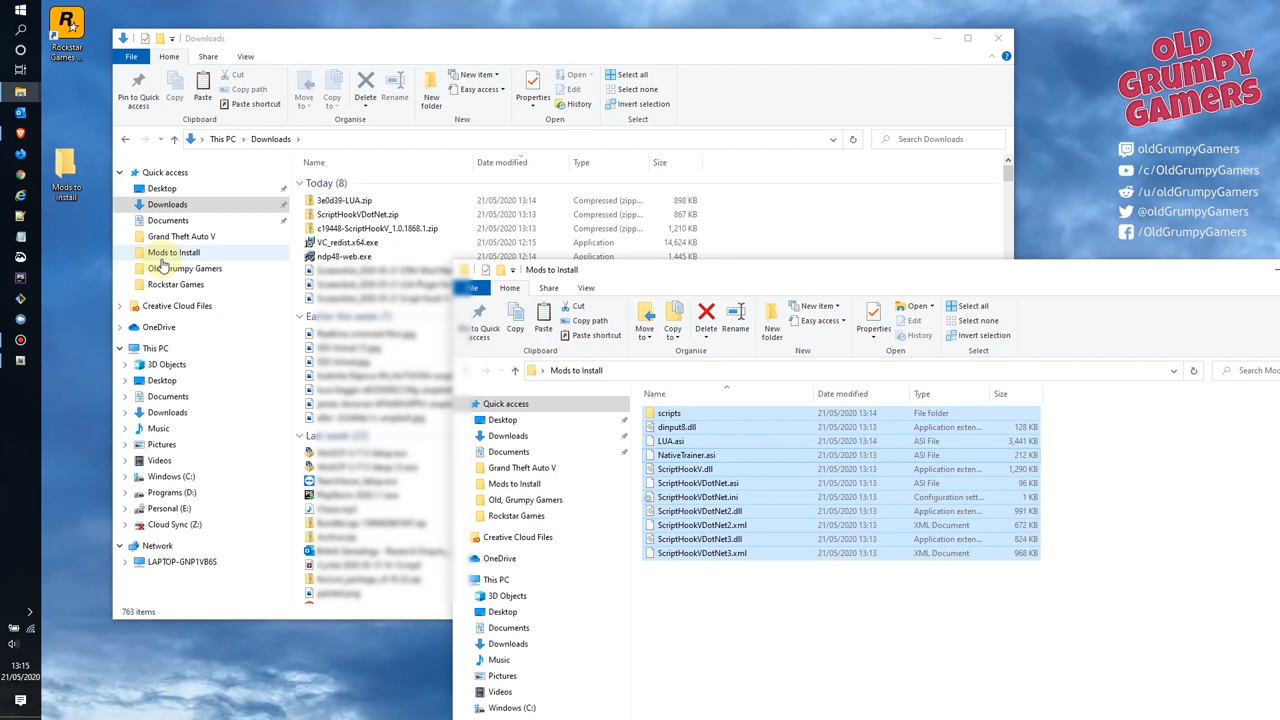 Rockstar
Games ...
Mods to
Install
13:15
21/05/2020
Downloads
File
Home
Share
View
Pin to Quick
access
Copy
Paste
Cut
Copy path
Paste shortcut
Clipboard
Move
to
Copy
to
Delete
Rename
Organise
New
folder
New item
Easy access
New
Properties
Open
Edit
History
Open
Select all
Select none
Invert selection
Select
This PC
Downloads
Search Downloads
Quick access
Desktop
Downloads
Documents
Grand Theft Auto V
Mods to Install
Old, Grumpy Gamers
Rockstar Games
Creative Cloud Files
OneDrive
This PC
3D Objects
Desktop
Documents
Downloads
Music
Pictures
Videos
Windows (C:)
Programs (D:)
Personal (E:)
Cloud Sync (Z:)
Network
LAPTOP-GNP1VB6S
763 items
Name Date modified Type Size
Today (8)
3e0d39-LUA.zip 21/05/2020 13:14 Compressed (zipp... 898 KB
ScriptHookVDotNet.zip 21/05/2020 13:13 Compressed (zipp... 867 KB
c19448-ScriptHookV_1.0.1868.1.zip 21/05/2020 13:13 Compressed (zipp... 1,210 KB
VC_redist.x64.exe 21/05/2020 12:15 Application 14,624 KB
ndp48-web.exe 21/05/2020 12:13 Application 1,445 KB
Earlier this week (7)
Last week (23)
Mods to Install
File
Home
Share
View
access
Copy
Paste
Cut
Copy path
Paste shortcut
Clipboard
Move
to
Copy
to
Delete
Rename
Organise
New
folder
New item
Easy access
New
Properties
Open
Edit
History
Open
Select all
Select none
Invert selection
Select
Mods to Install
Search Mod
Quick access
Desktop
Downloads
Documents
Grand Theft Auto V
Mods to Install
Old, Grumpy Gamers
Rockstar Games
Creative Cloud Files
OneDrive
This PC
3D Objects
Desktop
Documents
Downloads
Music
Pictures
Videos
Windows (C:)
Name Date modified Type Size
scripts 21/05/2020 13:14 File folder
dinput8.dll 21/05/2020 13:13 Application exten... 128 KB
LUA.asi 21/05/2020 13:14 ASI File 3,441 KB
NativeTrainer.asi 21/05/2020 13:13 ASI File 212 KB
ScriptHookV.dll 21/05/2020 13:13 Application exten... 1,290 KB
ScriptHookVDotNet.asi 21/05/2020 13:13 ASI File 96 KB
ScriptHookVDotNet.ini 21/05/2020 13:13 Configuration sett... 1 KB
ScriptHookVDotNet2.dll 21/05/2020 13:13 Application exten... 991 KB
ScriptHookVDotNet2.xml 21/05/2020 13:13 XML Document 672 KB
ScriptHookVDotNet3.dll 21/05/2020 13:13 Application exten... 824 KB
ScriptHookVDotNet3.xml 21/05/2020 13:13 XML Document 968 KB
OLD
GRUMPY
GAMERS
oldGrumpyGamers
/c/OldGrumpyGamers
/u/oldGrumpyGamers
@oldGrumpyGamers
/OldGrumpyGamers